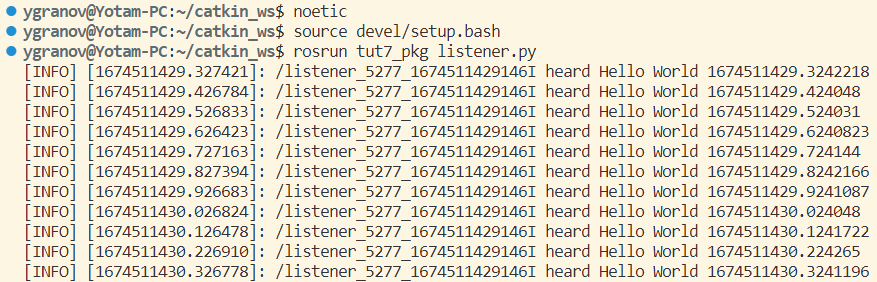 ygranov@Yotam-PC:~/catkin_ws$ noetic
ygranov@Yotam-PC:~/catkin_ws$ source devel/setup.bash
ygranov@Yotam-PC:~/catkin_ws$ rosrun tut7_pkg listener.py
[INFO] [1674511429.327421]: /listener_5277_1674511429146I heard Hello World 1674511429.3242218
[INFO] [1674511429.426784]: /listener_5277_1674511429146I heard Hello World 1674511429.424048
[INFO] [1674511429.526833]: /listener_5277_1674511429146I heard Hello World 1674511429.524031
[INFO] [1674511429.626423]: /listener_5277_1674511429146I heard Hello World 1674511429.6240823
[INFO] [1674511429.727163]: /listener_5277_1674511429146I heard Hello World 1674511429.724144
[INFO] [1674511429.827394]: /listener_5277_1674511429146I heard Hello World 1674511429.8242166
[INFO] [1674511429.926683]: /listener_5277_1674511429146I heard Hello World 1674511429.9241087
[INFO] [1674511430.026824]: /listener_5277_1674511429146I heard Hello World 1674511430.024048
[INFO] [1674511430.126478]: /listener_5277_1674511429146I heard Hello World 1674511430.1241722
[INFO] [1674511430.226910]: /listener_5277_1674511429146I heard Hello World 1674511430.224265
[INFO] [1674511430.326778]: /listener_5277_1674511429146I heard Hello World 1674511430.3241196